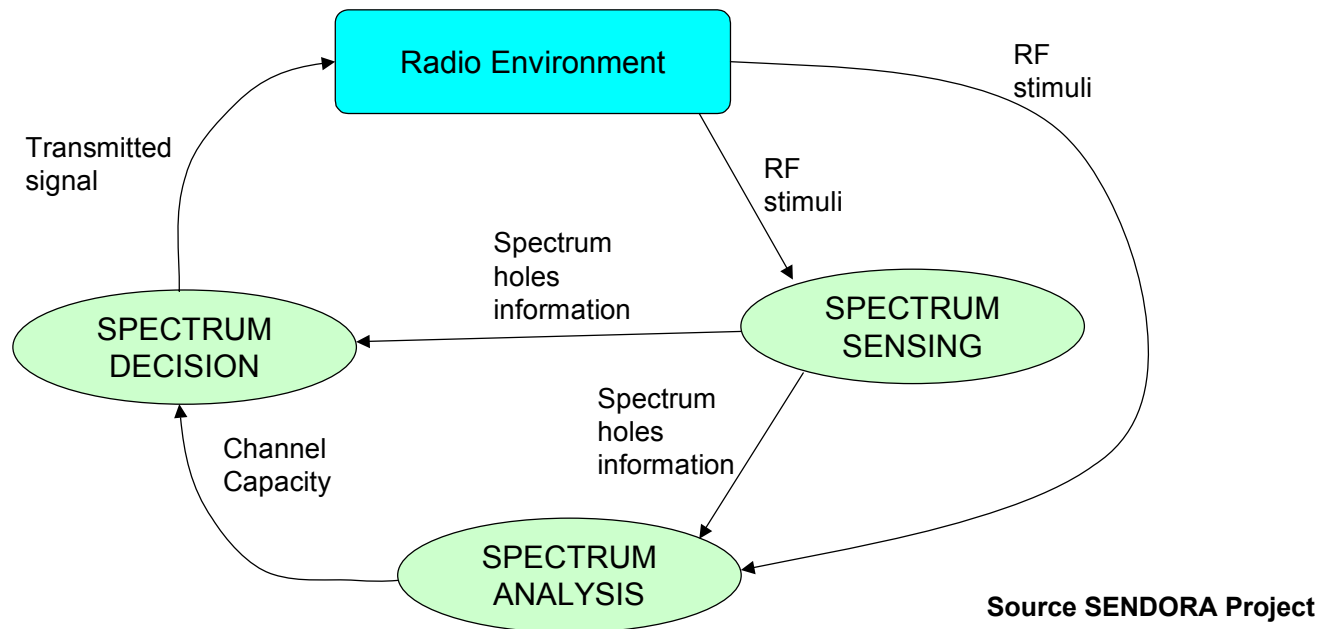 Radio Environment
RF
stimuli
Transmitted
signal
RF
stimuli
Spectrum
holes
information
SPECTRUM
DECISION
SPECTRUM
SENSING
Spectrum
holes
information
Channel
Capacity
SPECTRUM
ANALYSIS
Source SENDORA Project